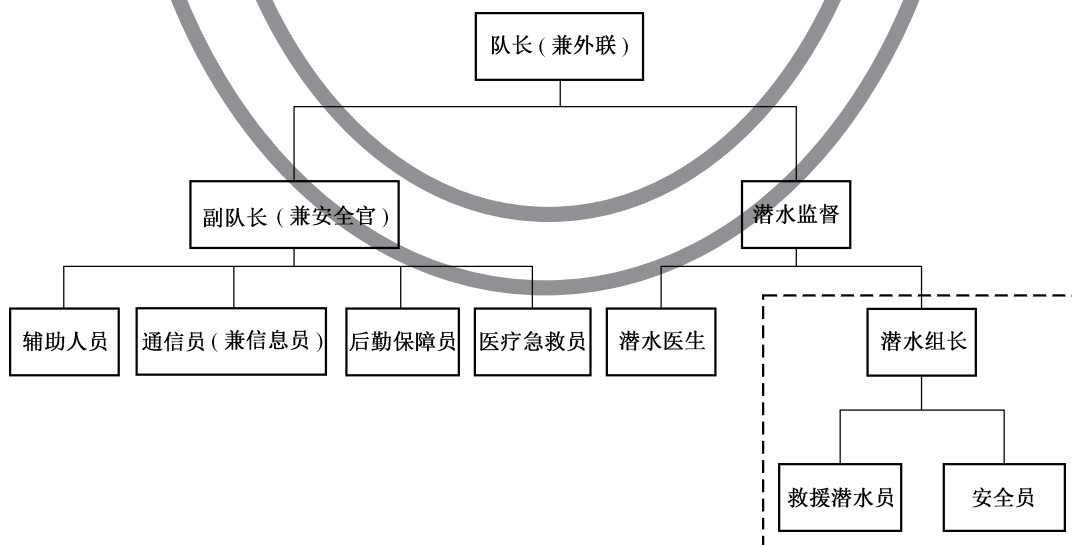 队长(兼外联)
副队长(兼安全官)
潜水监督
辅助人员
通信员(兼信息员)
后勤保障员
医疗急救员
潜水医生
潜水组长
救援潜水员
安全员